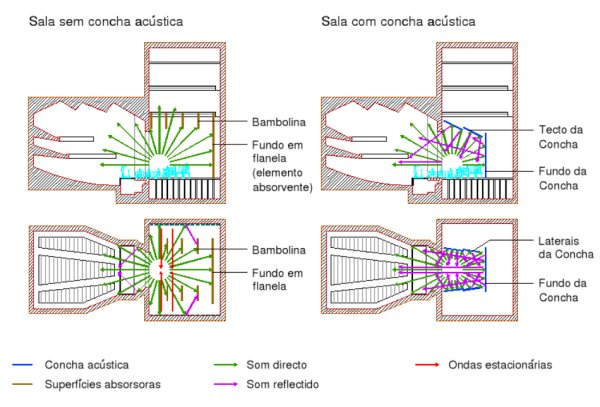 Sala sem concha acústica
Sala com concha acústica
Bambolina
Fundo em
flanela
(elemento
absorvente)
Tecto da
Concha
Fundo da
Concha
Bambolina
Fundo em
flanela
Laterais
da Concha
Fundo da
Concha
Concha acústica
Som directo
Ondas estacionárias
Superfícies absorsoras
Som reflectido